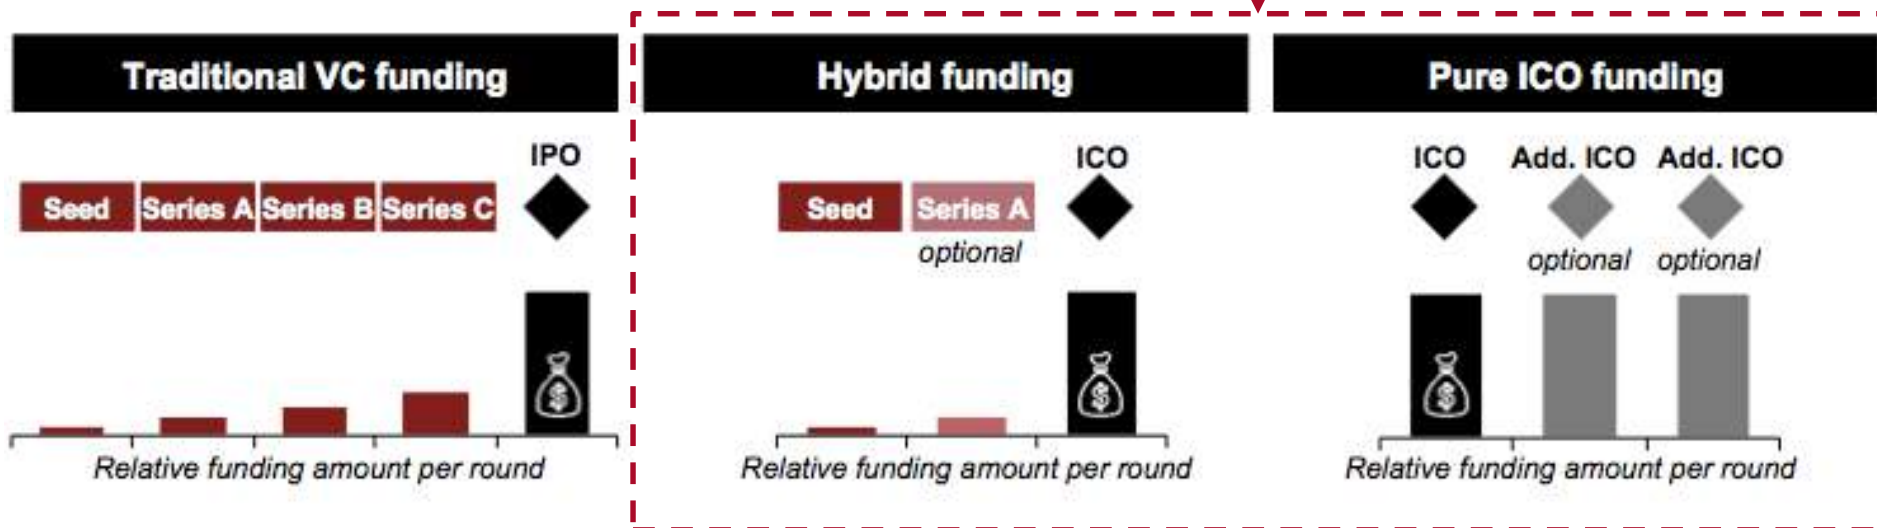 Traditional VC funding
IPO
Seed Series A Series B Series C
$
Relative funding amount per round
Hybrid funding
ICO
Seed Series A
optional
$
Relative funding amount per round
Pure ICO funding
ICO Add. ICO Add. ICO
optional optional
$
Relative funding amount per round